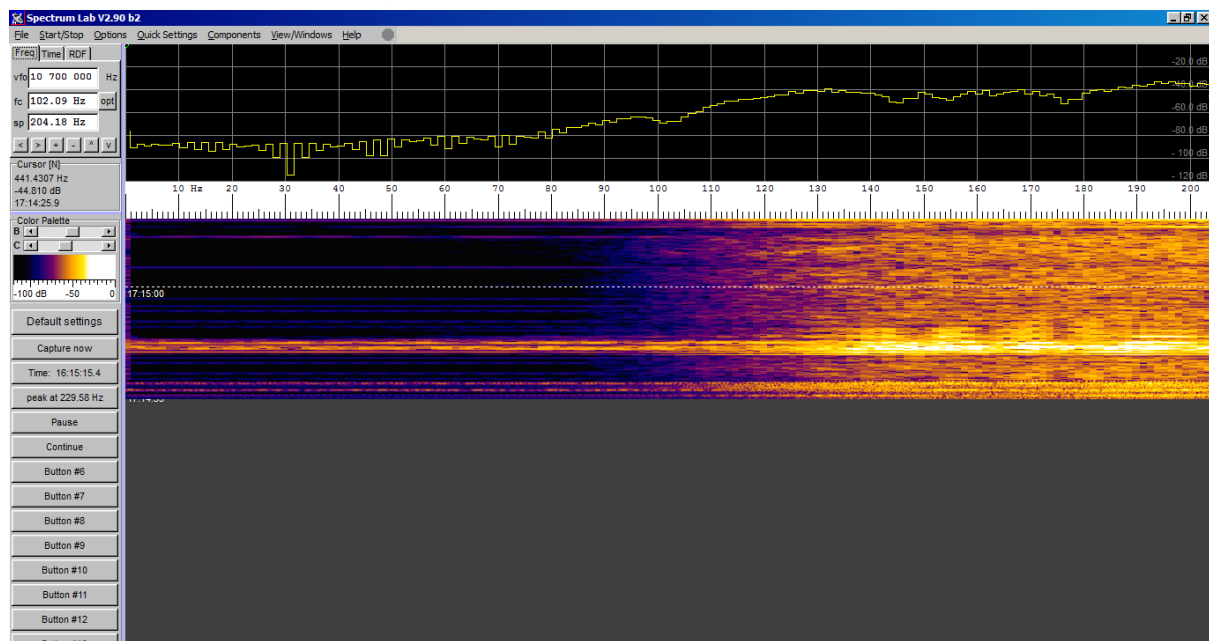 Spectrum Lab V2.90 b2
File Start/Stop Options Quick Settings Components View/Windows Help
Freq Time RDF
vfo 10 700 000 Hz
fc 102.09 Hz opt
sp 204.18 Hz
< > + - ^ v
Cursor [N]
441.4307 Hz
-44.810 dB
17:14:25.9
Color Palette
B
C
-100 dB -50 0
Default settings
Capture now
Time: 16:15:15.4
peak at 229.58 Hz
Pause
Continue
Button #6
Button #7
Button #8
Button #9
Button #10
Button #11
Button #12
-20.0 dB
-40.0 dB
-60.0 dB
-80.0 dB
-100 dB
-120 dB
10 Hz 20 30 40 50 60 70 80 90 100 110 120 130 140 150 160 170 180 190 200
17:15:00